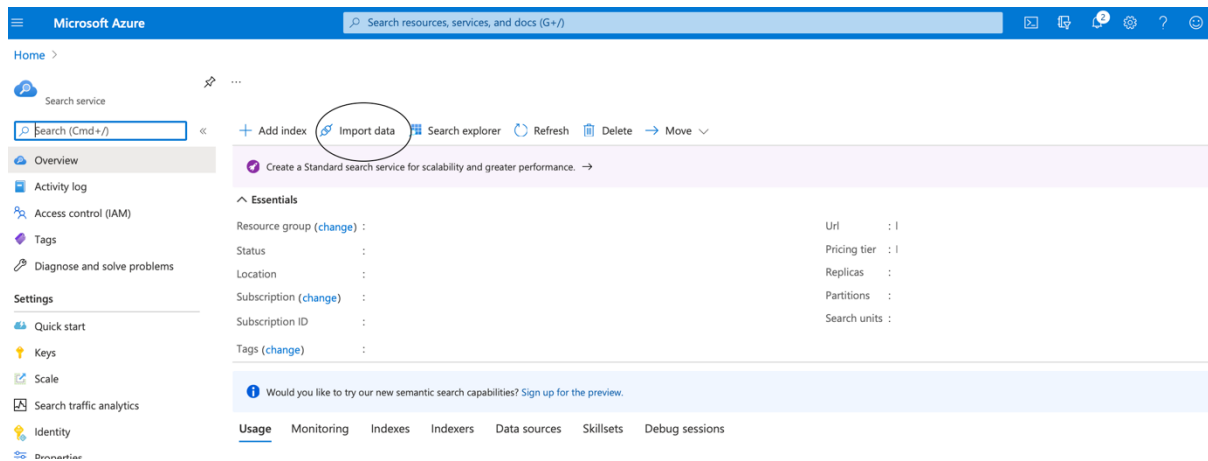 Microsoft Azure
Search resources, services, and docs (G+/)
2
Home >
Search service
...
Search (Cmd+/)
«
Add index
Import data
Search explorer
Refresh
Delete
Move
Overview
Create a Standard search service for scalability and greater performance. →
Activity log
Essentials
Access control (IAM)
Resource group (change) :
Url :
Tags
Status :
Pricing tier :
Diagnose and solve problems
Location :
Replicas :
Settings
Subscription (change) :
Partitions :
Quick start
Subscription ID :
Search units :
Keys
Tags (change) :
Scale
Would you like to try our new semantic search capabilities? Sign up for the preview.
Search traffic analytics
Identity
Usage Monitoring Indexes Indexers Data sources Skillsets Debug sessions
Properties